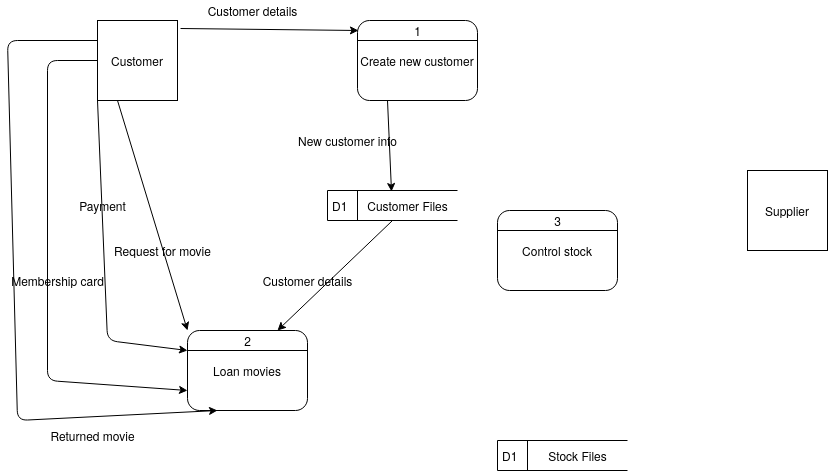 Customer details
1
Customer
Create new customer
New customer info
D1
Customer Files
Payment
3
Supplier
Request for movie
Control stock
Membership card
Customer details
2
Loan movies
Returned movie
D1
Stock Files